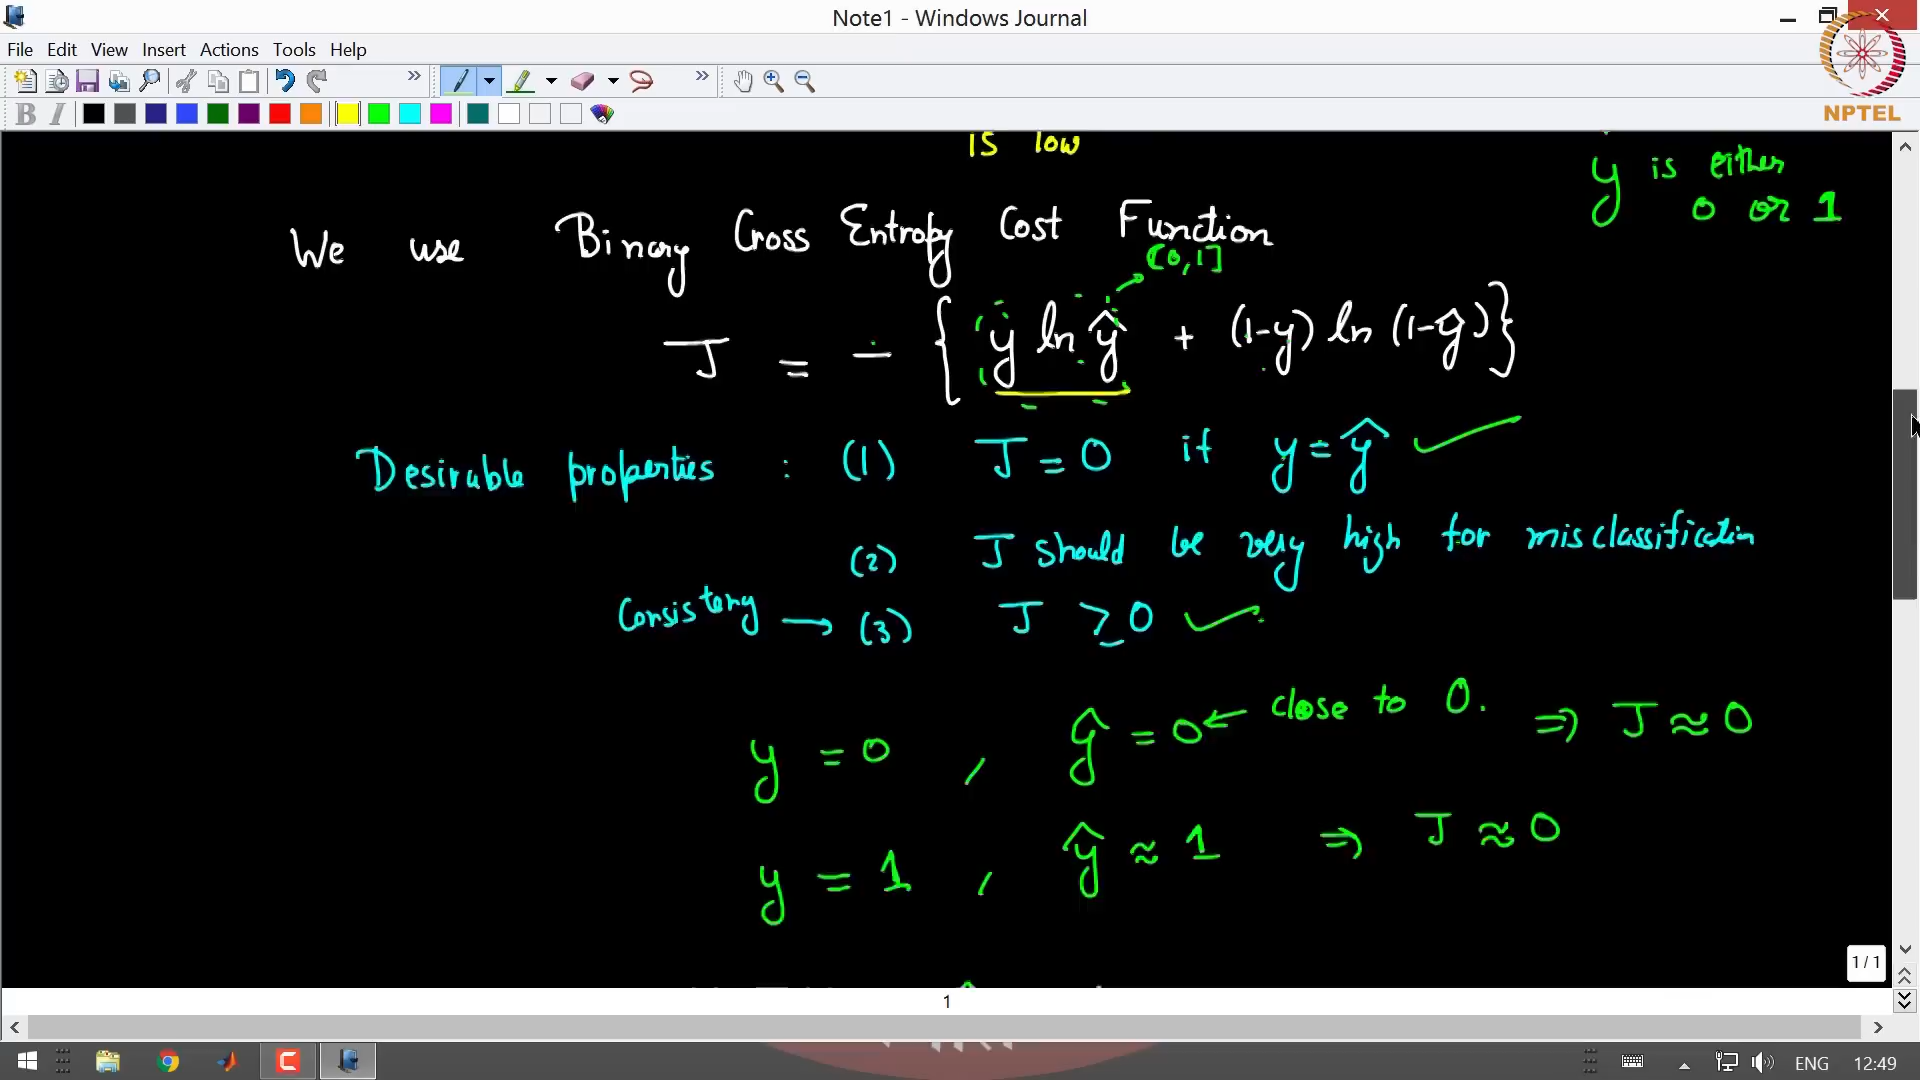 Note1 - Windows Journal
File Edit View Insert Actions Tools Help
NPTEL
is low
y is either
0 or 1
We use Binary Cross Entropy Cost Function
(0,1]
J = - { y ln ŷ + (1-y) ln (1-ŷ) }
Desirable properties : (1) J = 0 if y = ŷ ✓
(2) J should be very high for misclassification
Consistency → (3) J ≥ 0 ✓
y = 0 , ŷ = 0 ← close to 0. ⇒ J ≈ 0
y = 1 , ŷ ≈ 1 ⇒ J ≈ 0
1 / 1
1
ENG 12:49